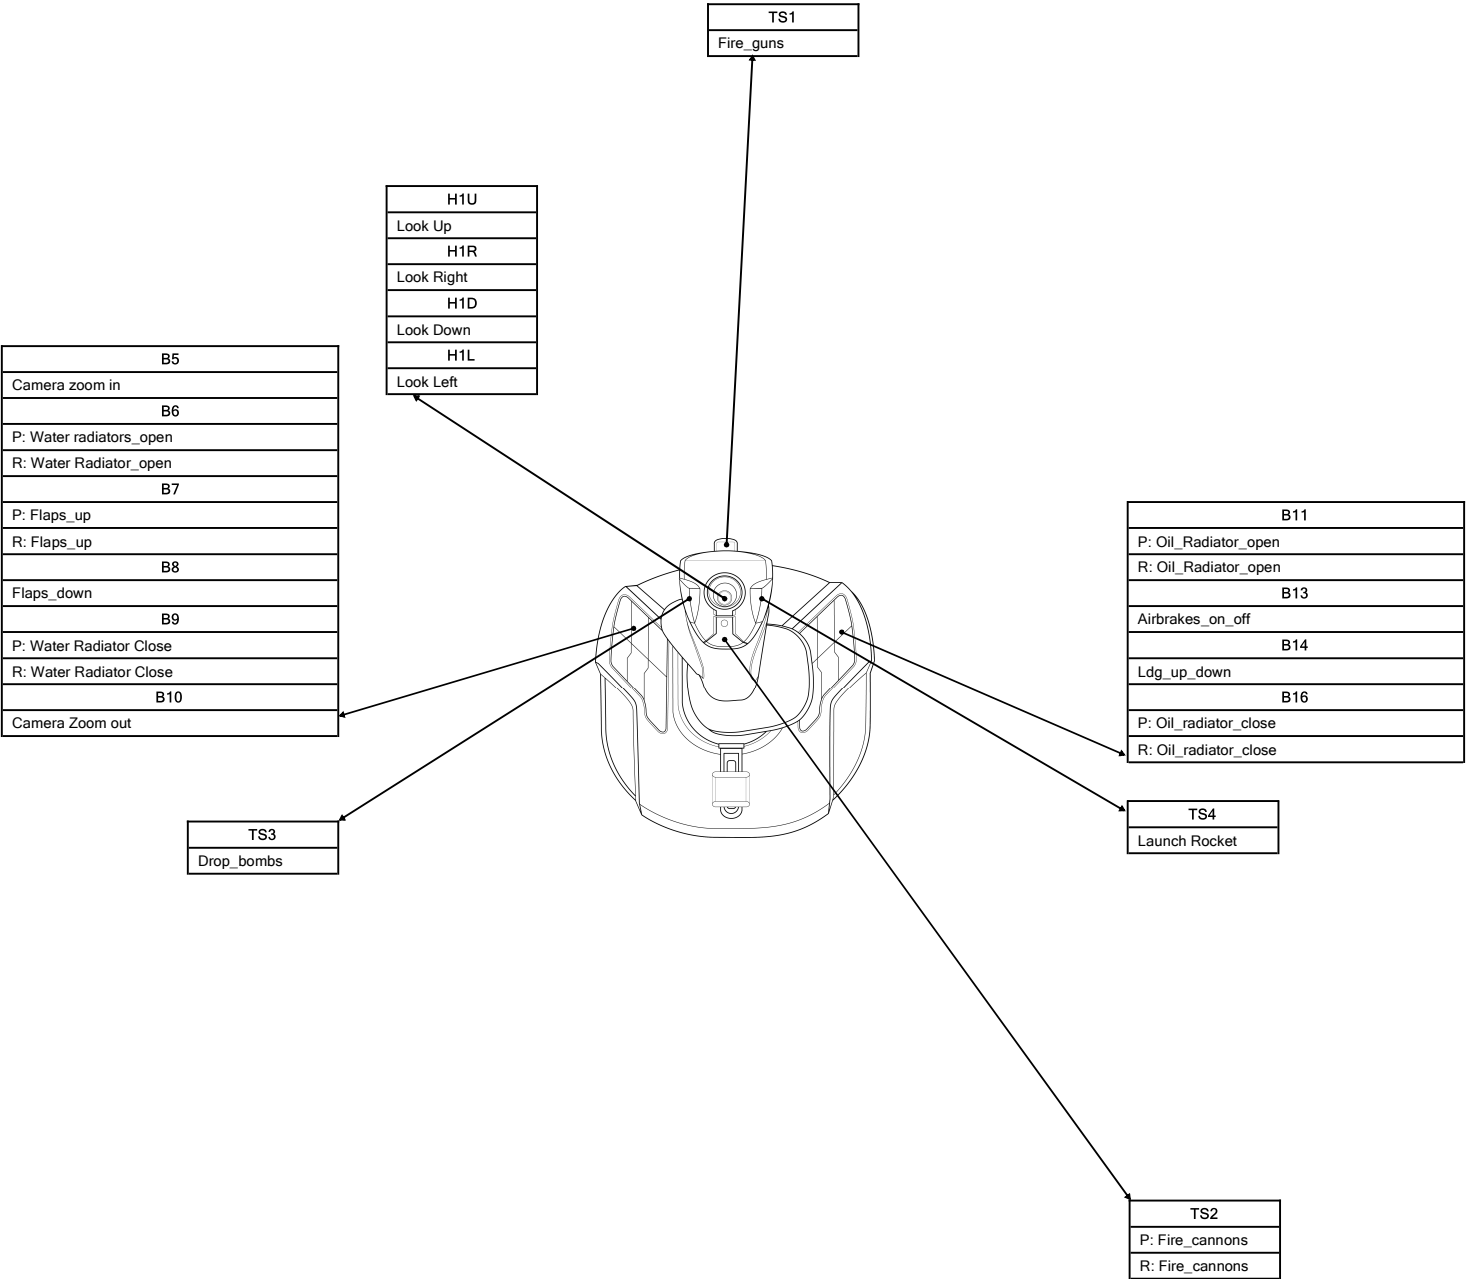 TS1
Fire_guns
H1U
Look Up
H1R
Look Right
H1D
Look Down
H1L
Look Left
B5
Camera zoom in
B6
P: Water radiators_open
R: Water Radiator_open
B7
P: Flaps_up
R: Flaps_up
B8
Flaps_down
B9
P: Water Radiator Close
R: Water Radiator Close
B10
Camera Zoom out
B11
P: Oil_Radiator_open
R: Oil_Radiator_open
B13
Airbrakes_on_off
B14
Ldg_up_down
B16
P: Oil_radiator_close
R: Oil_radiator_close
TS4
Launch Rocket
TS3
Drop_bombs
TS2
P: Fire_cannons
R: Fire_cannons